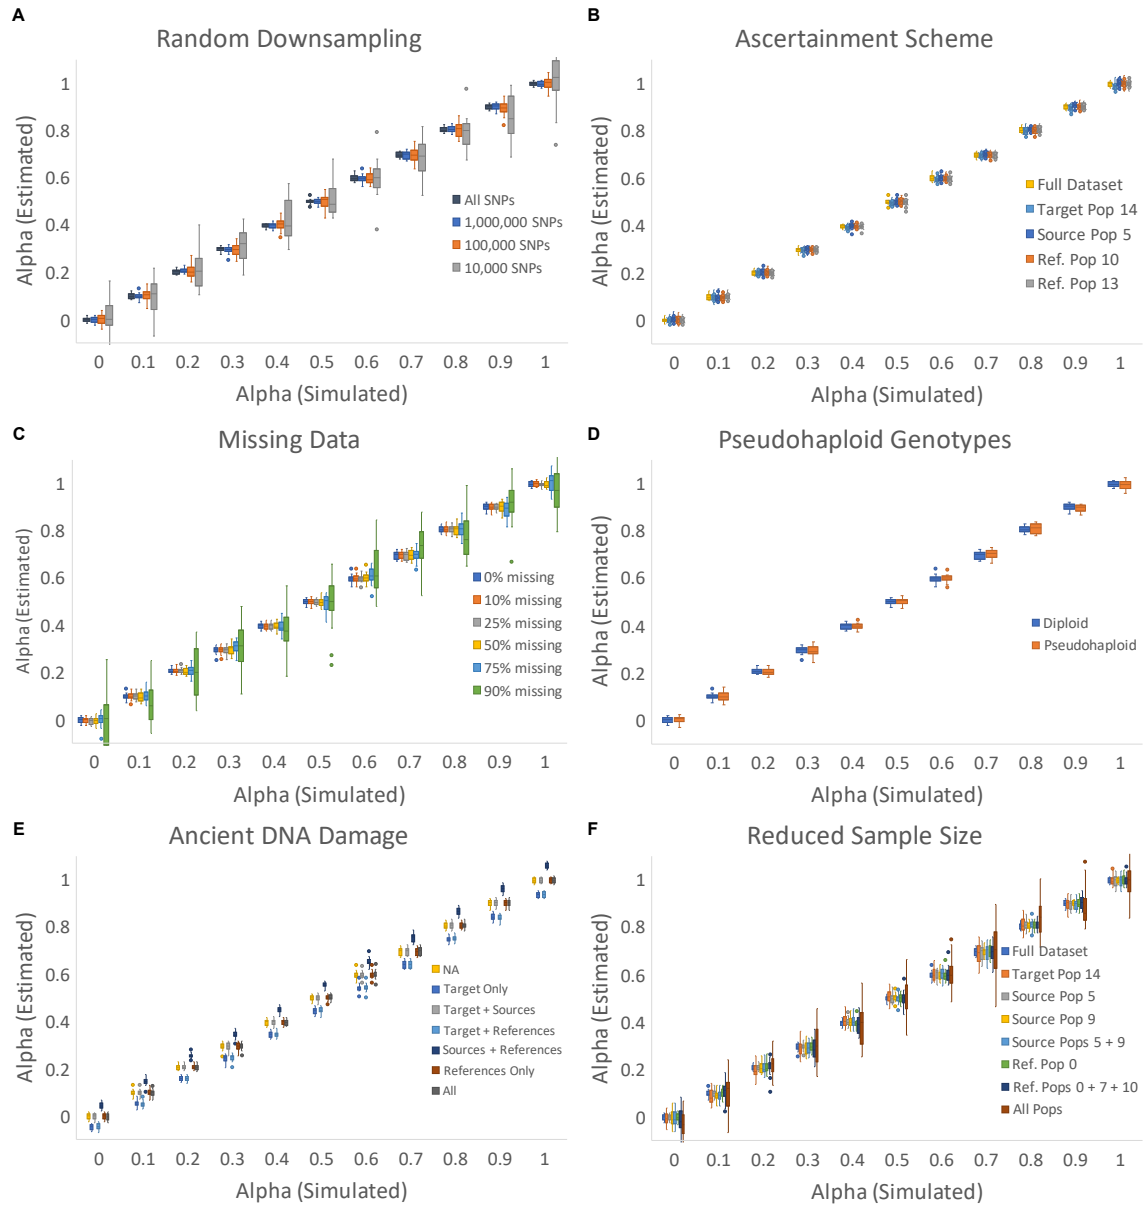 A
Random Downsampling
Alpha (Estimated)
1
0.8
0.6
0.4
0.2
0
All SNPs
1,000,000 SNPs
100,000 SNPs
10,000 SNPs
0 0.1 0.2 0.3 0.4 0.5 0.6 0.7 0.8 0.9 1
Alpha (Simulated)
B
Ascertainment Scheme
Alpha (Estimated)
1
0.8
0.6
0.4
0.2
0
Full Dataset
Target Pop 14
Source Pop 5
Ref. Pop 10
Ref. Pop 13
0 0.1 0.2 0.3 0.4 0.5 0.6 0.7 0.8 0.9 1
Alpha (Simulated)
C
Missing Data
Alpha (Estimated)
1
0.8
0.6
0.4
0.2
0
0% missing
10% missing
25% missing
50% missing
75% missing
90% missing
0 0.1 0.2 0.3 0.4 0.5 0.6 0.7 0.8 0.9 1
Alpha (Simulated)
D
Pseudohaploid Genotypes
Alpha (Estimated)
1
0.8
0.6
0.4
0.2
0
Diploid
Pseudohaploid
0 0.1 0.2 0.3 0.4 0.5 0.6 0.7 0.8 0.9 1
Alpha (Simulated)
E
Ancient DNA Damage
Alpha (Estimated)
1
0.8
0.6
0.4
0.2
0
NA
Target Only
Target + Sources
Target + References
Sources + References
References Only
All
0 0.1 0.2 0.3 0.4 0.5 0.6 0.7 0.8 0.9 1
Alpha (Simulated)
F
Reduced Sample Size
Alpha (Estimated)
1
0.8
0.6
0.4
0.2
0
Full Dataset
Target Pop 14
Source Pop 5
Source Pop 9
Source Pops 5 + 9
Ref. Pop 0
Ref. Pops 0 + 7 + 10
All Pops
0 0.1 0.2 0.3 0.4 0.5 0.6 0.7 0.8 0.9 1
Alpha (Simulated)